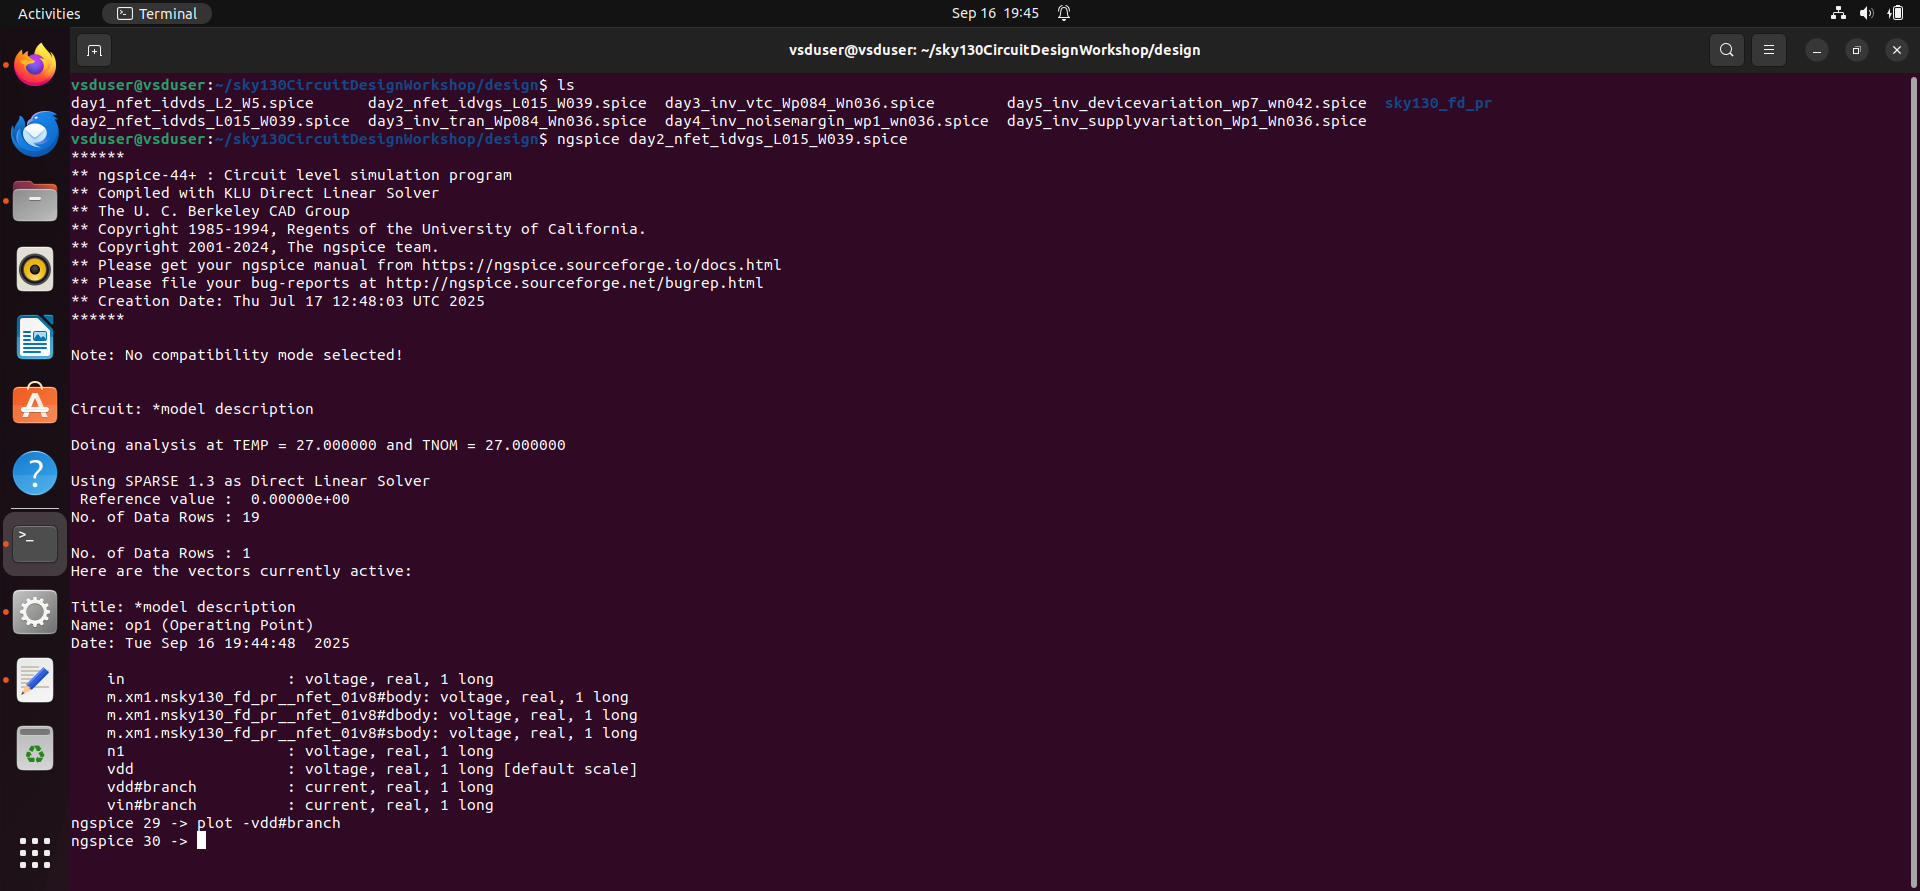 Activities
Terminal
Sep 16 19:45
vsduser@vsduser: ~/sky130CircuitDesignWorkshop/design
vsduser@vsduser:~/sky130CircuitDesignWorkshop/design$ ls
day1_nfet_idvds_L2_W5.spice      day2_nfet_idvgs_L015_W039.spice  day3_inv_vtc_Wp084_Wn036.spice        day5_inv_devicevariation_wp7_wn042.spice  sky130_fd_pr
day2_nfet_idvds_L015_W039.spice  day3_inv_tran_Wp084_Wn036.spice  day4_inv_noisemargin_wp1_wn036.spice  day5_inv_supplyvariation_Wp1_Wn036.spice
vsduser@vsduser:~/sky130CircuitDesignWorkshop/design$ ngspice day2_nfet_idvgs_L015_W039.spice
******
** ngspice-44+ : Circuit level simulation program
** Compiled with KLU Direct Linear Solver
** The U. C. Berkeley CAD Group
** Copyright 1985-1994, Regents of the University of California.
** Copyright 2001-2024, The ngspice team.
** Please get your ngspice manual from https://ngspice.sourceforge.io/docs.html
** Please file your bug-reports at http://ngspice.sourceforge.net/bugrep.html
** Creation Date: Thu Jul 17 12:48:03 UTC 2025
******
Note: No compatibility mode selected!
Circuit: *model description
Doing analysis at TEMP = 27.000000 and TNOM = 27.000000
Using SPARSE 1.3 as Direct Linear Solver
 Reference value :  0.00000e+00
No. of Data Rows : 19
No. of Data Rows : 1
Here are the vectors currently active:
Title: *model description
Name: op1 (Operating Point)
Date: Tue Sep 16 19:44:48  2025
    in                  : voltage, real, 1 long
    m.xm1.msky130_fd_pr__nfet_01v8#body: voltage, real, 1 long
    m.xm1.msky130_fd_pr__nfet_01v8#dbody: voltage, real, 1 long
    m.xm1.msky130_fd_pr__nfet_01v8#sbody: voltage, real, 1 long
    n1                  : voltage, real, 1 long
    vdd                 : voltage, real, 1 long [default scale]
    vdd#branch          : current, real, 1 long
    vin#branch          : current, real, 1 long
ngspice 29 -> plot -vdd#branch
ngspice 30 ->